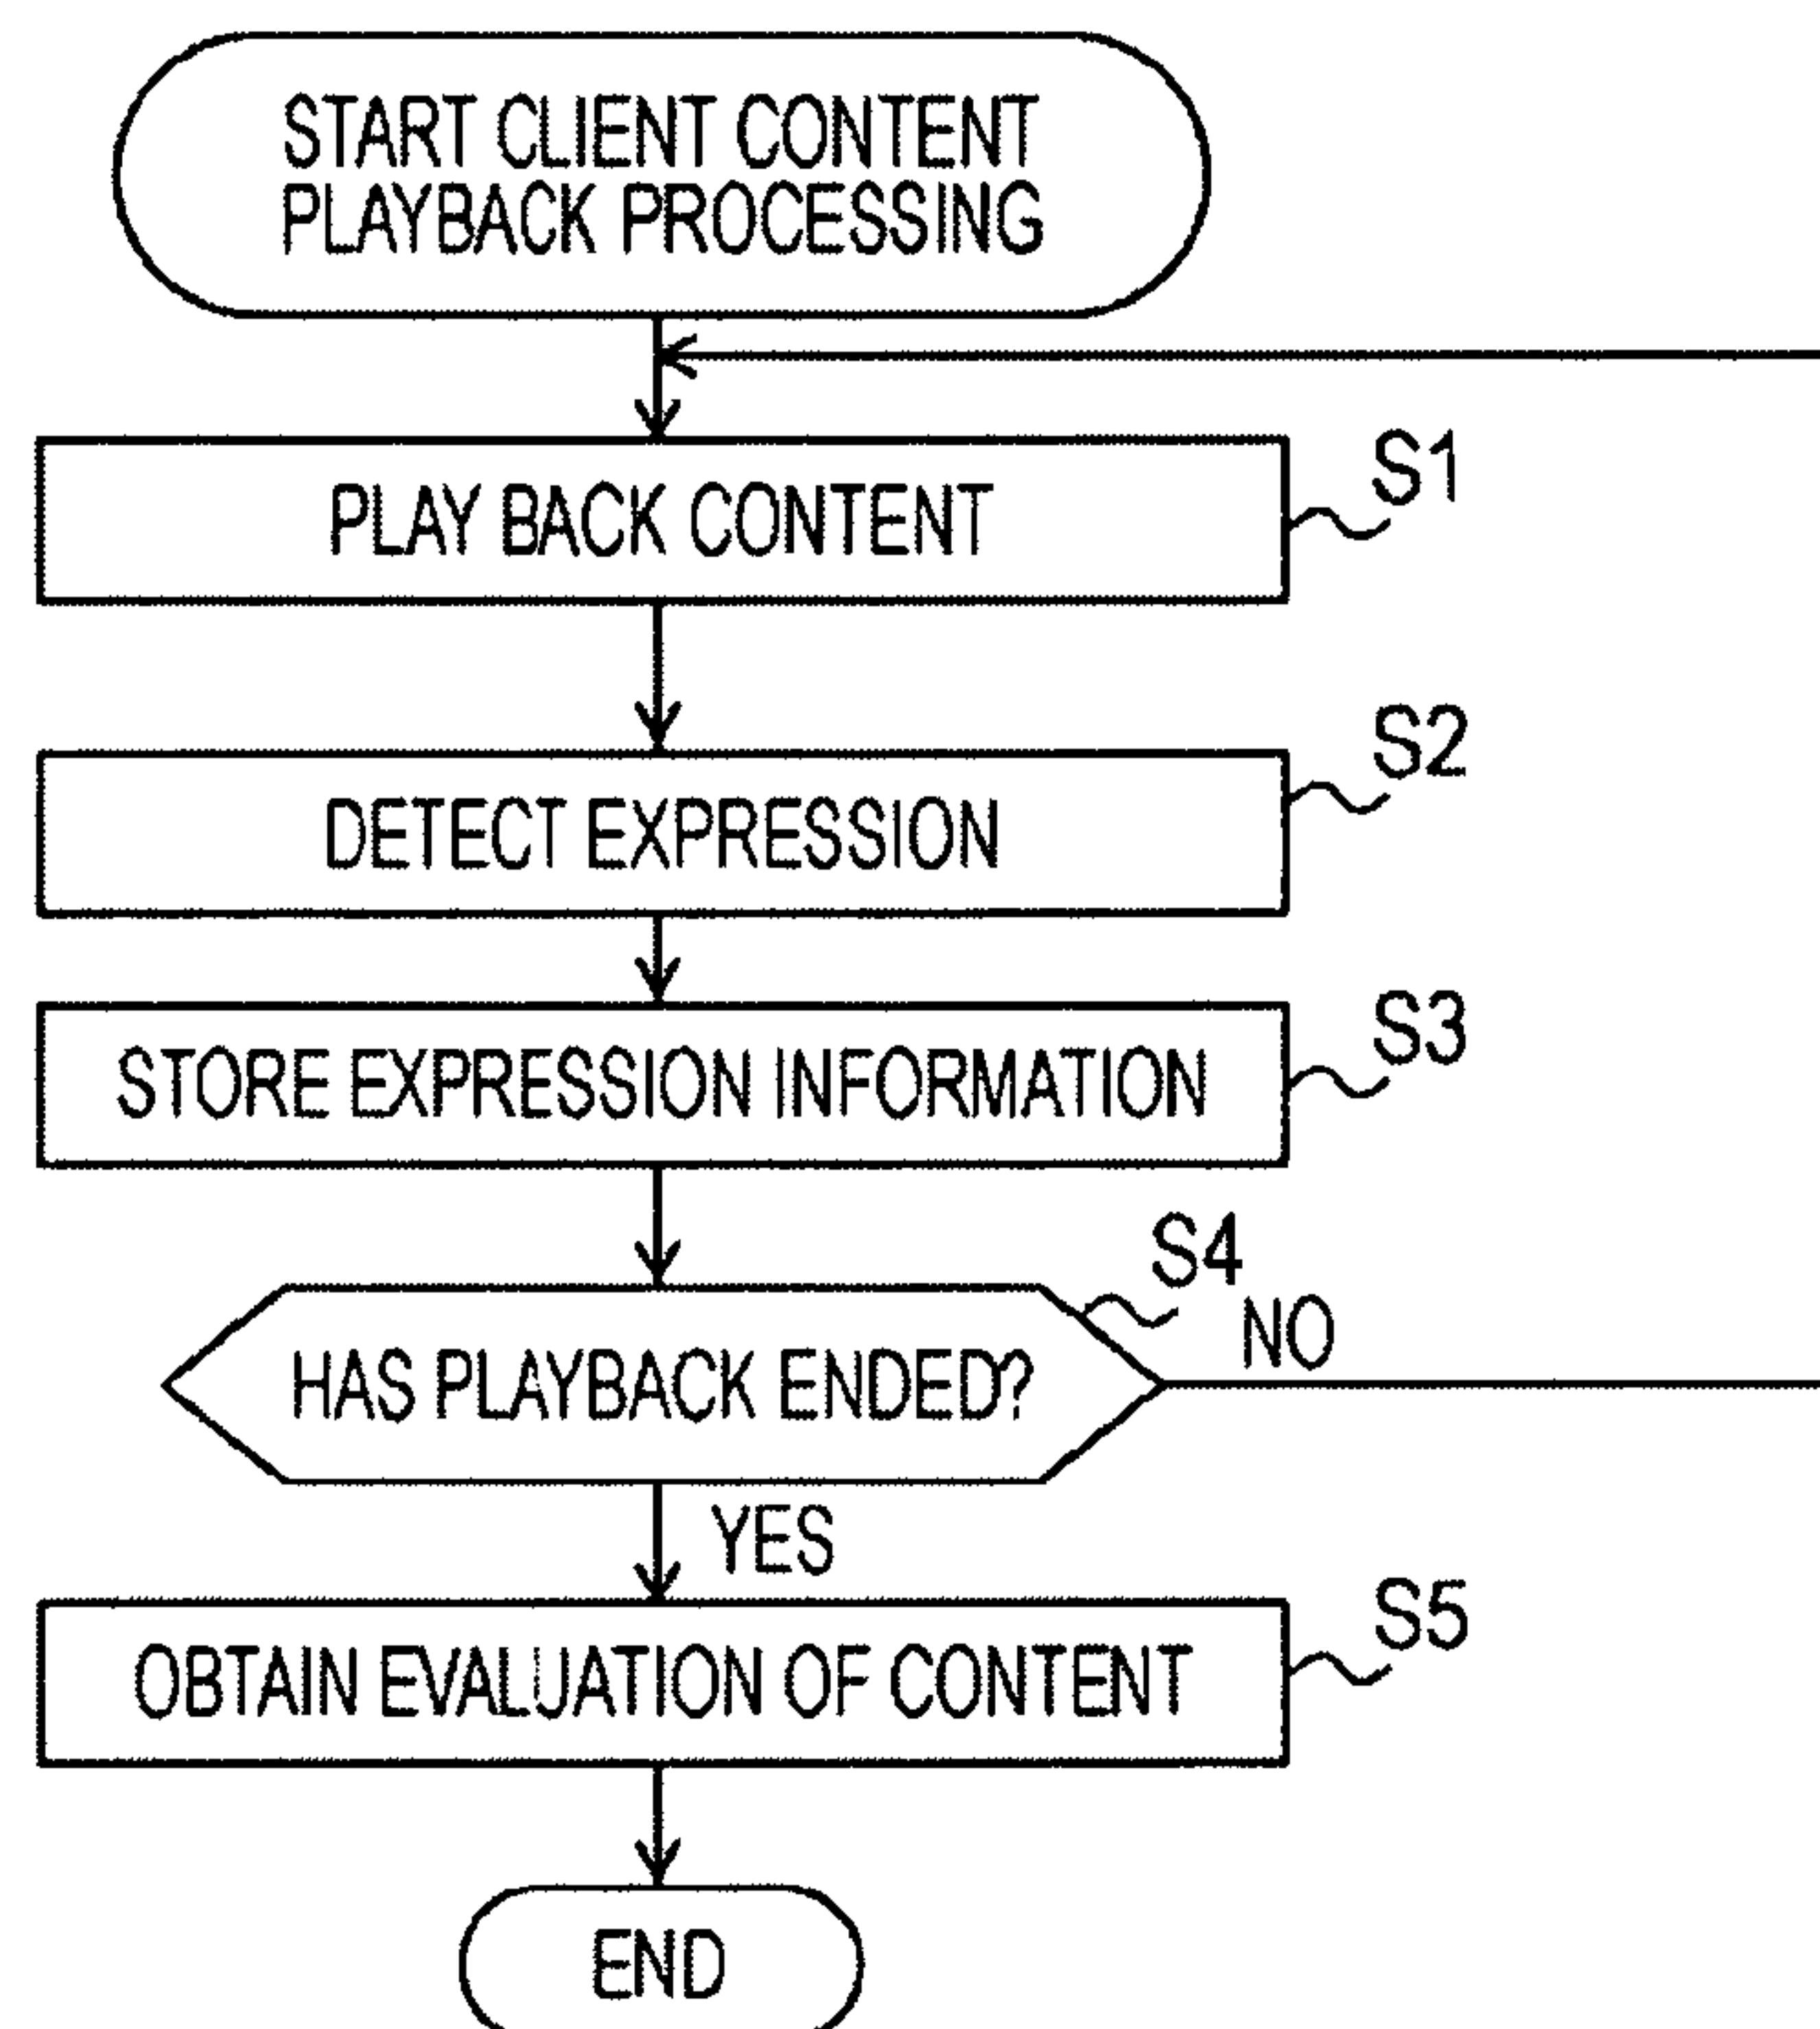 START CLIENT CONTENT
PLAYBACK PROCESSING
PLAY BACK CONTENT
S1
DETECT EXPRESSION
S2
STORE EXPRESSION INFORMATION
S3
HAS PLAYBACK ENDED?
S4
NO
YES
OBTAIN EVALUATION OF CONTENT
S5
END